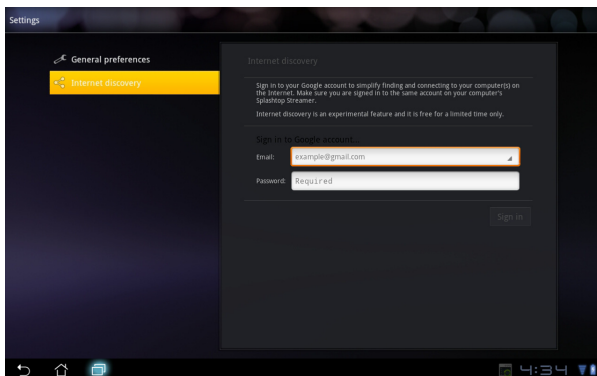 Settings
General preferences
Internet discovery
Internet discovery
Sign in to your Google account to simplify finding and connecting to your computer(s) on
the Internet. Make sure you are signed in to the same account on your computer's
Splashtop Streamer.
Internet discovery is an experimental feature and it is free for a limited time only.
Sign in to Google account...
Email: example@gmail.com
Password: Required
Sign in
4:34